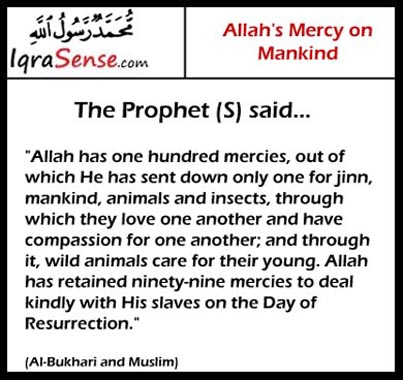 مُحَمَّدٌ رَسُولُ اللهِ
IqraSense.com
Allah's Mercy on
Mankind
The Prophet (S) said...
"Allah has one hundred mercies, out of
which He has sent down only one for jinn,
mankind, animals and insects, through
which they love one another and have
compassion for one another; and through
it, wild animals care for their young. Allah
has retained ninety-nine mercies to deal
kindly with His slaves on the Day of
Resurrection."
(Al-Bukhari and Muslim)